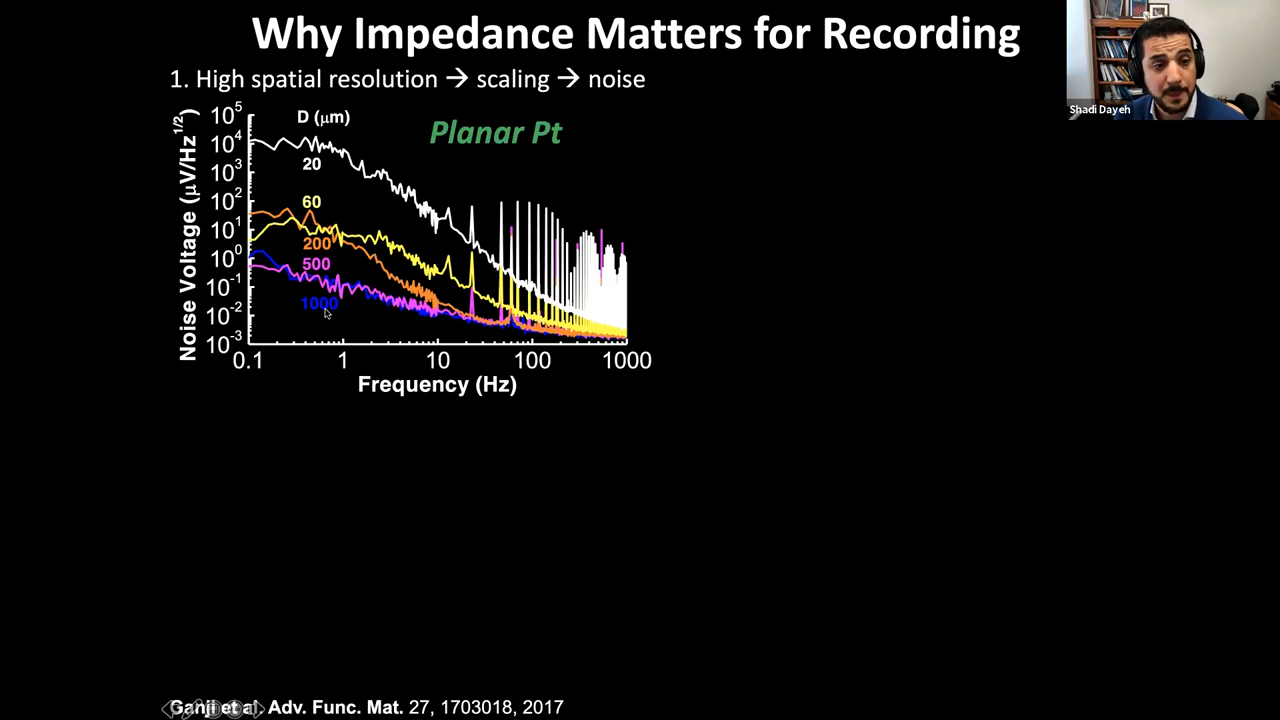 Why Impedance Matters for Recording
Shadi Dayeh
1. High spatial resolution → scaling → noise
Noise Voltage (μV/Hz^1/2)
10^5
10^4
10^3
10^2
10^1
10^0
10^-1
10^-2
10^-3
D (μm)
Planar Pt
20
60
200
500
1000
0.1 1 10 100 1000
Frequency (Hz)
Ganji et al. Adv. Func. Mat. 27, 1703018, 2017